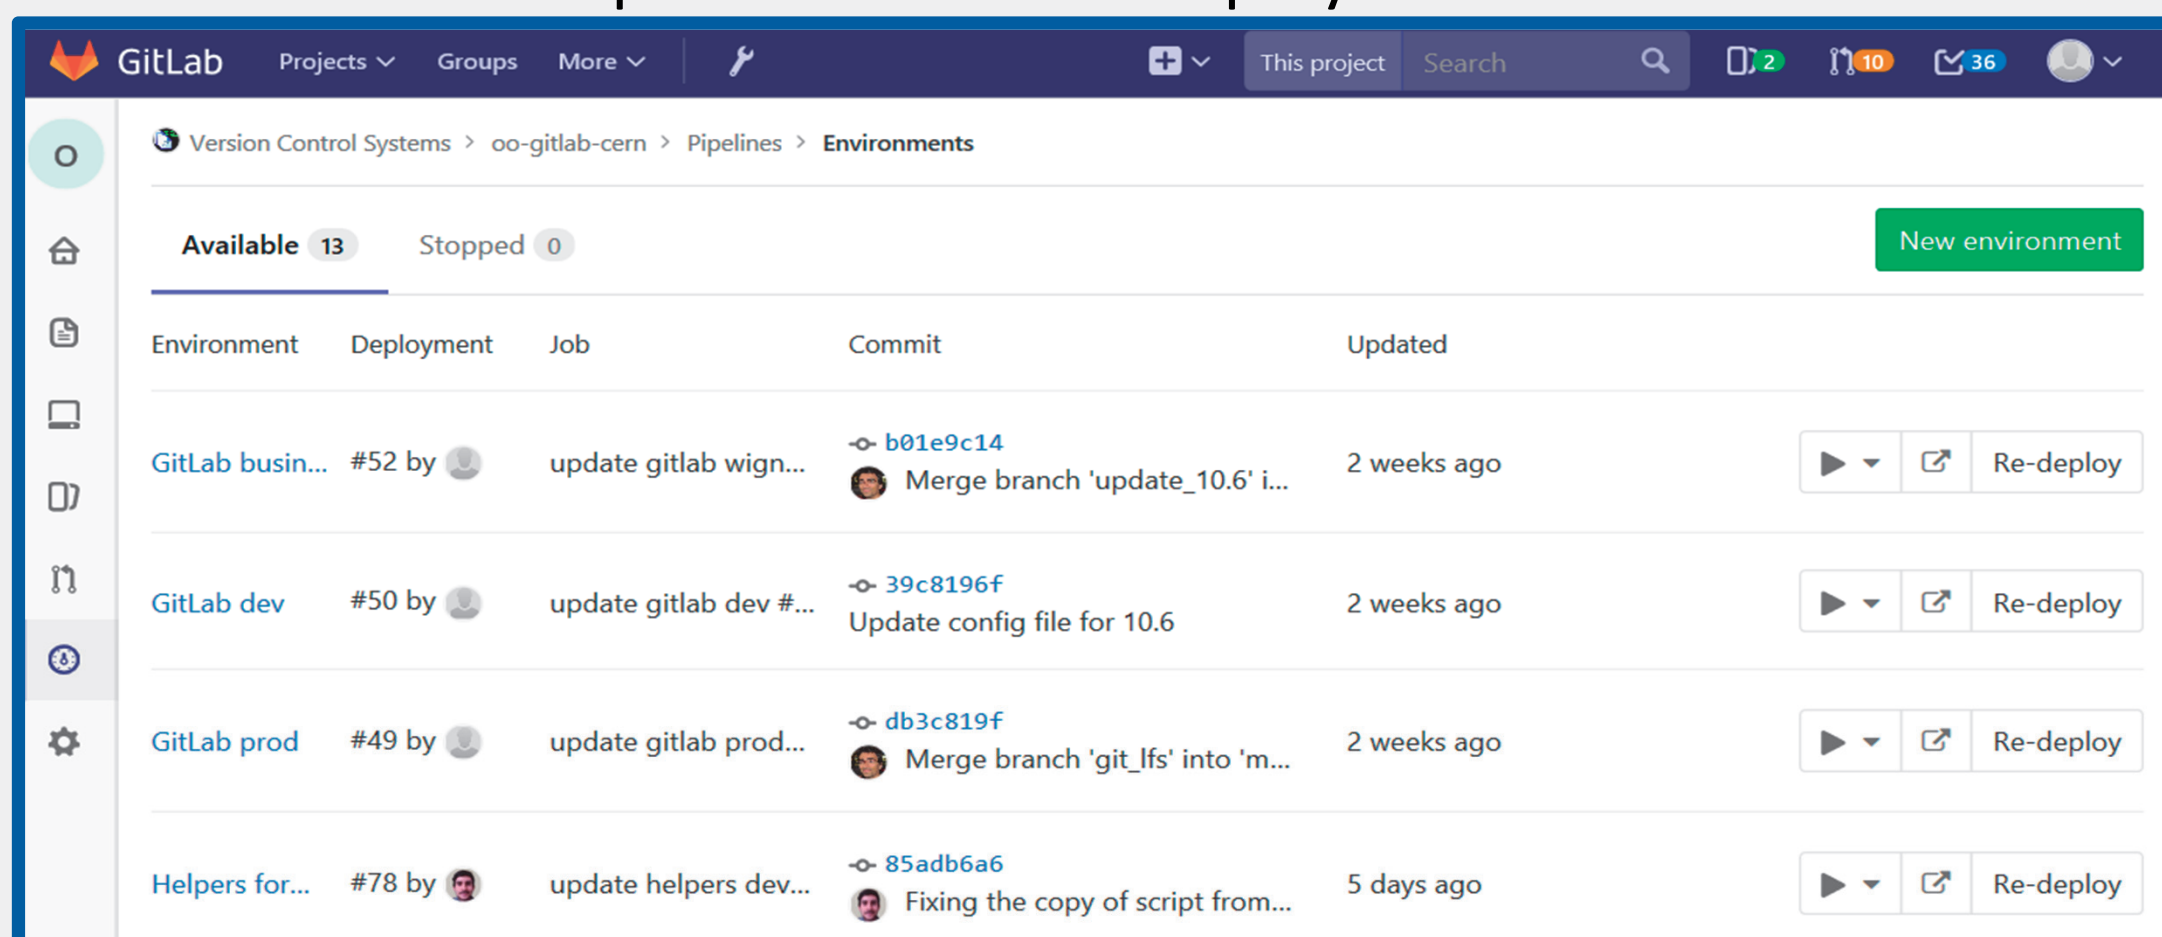 GitLab Projects Groups More This project Search 2 10 36
O Version Control Systems > oo-gitlab-cern > Pipelines > Environments
Available 13 Stopped 0 New environment
Environment Deployment Job Commit Updated
b01e9c14
GitLab busin... #52 by update gitlab wign... 2 weeks ago Re-deploy
Merge branch 'update_10.6' i...
39c8196f
GitLab dev #50 by update gitlab dev #... 2 weeks ago Re-deploy
Update config file for 10.6
db3c819f
GitLab prod #49 by update gitlab prod... 2 weeks ago Re-deploy
Merge branch 'git_lfs' into 'm...
85adb6a6
Helpers for... #78 by update helpers dev... 5 days ago Re-deploy
Fixing the copy of script from...